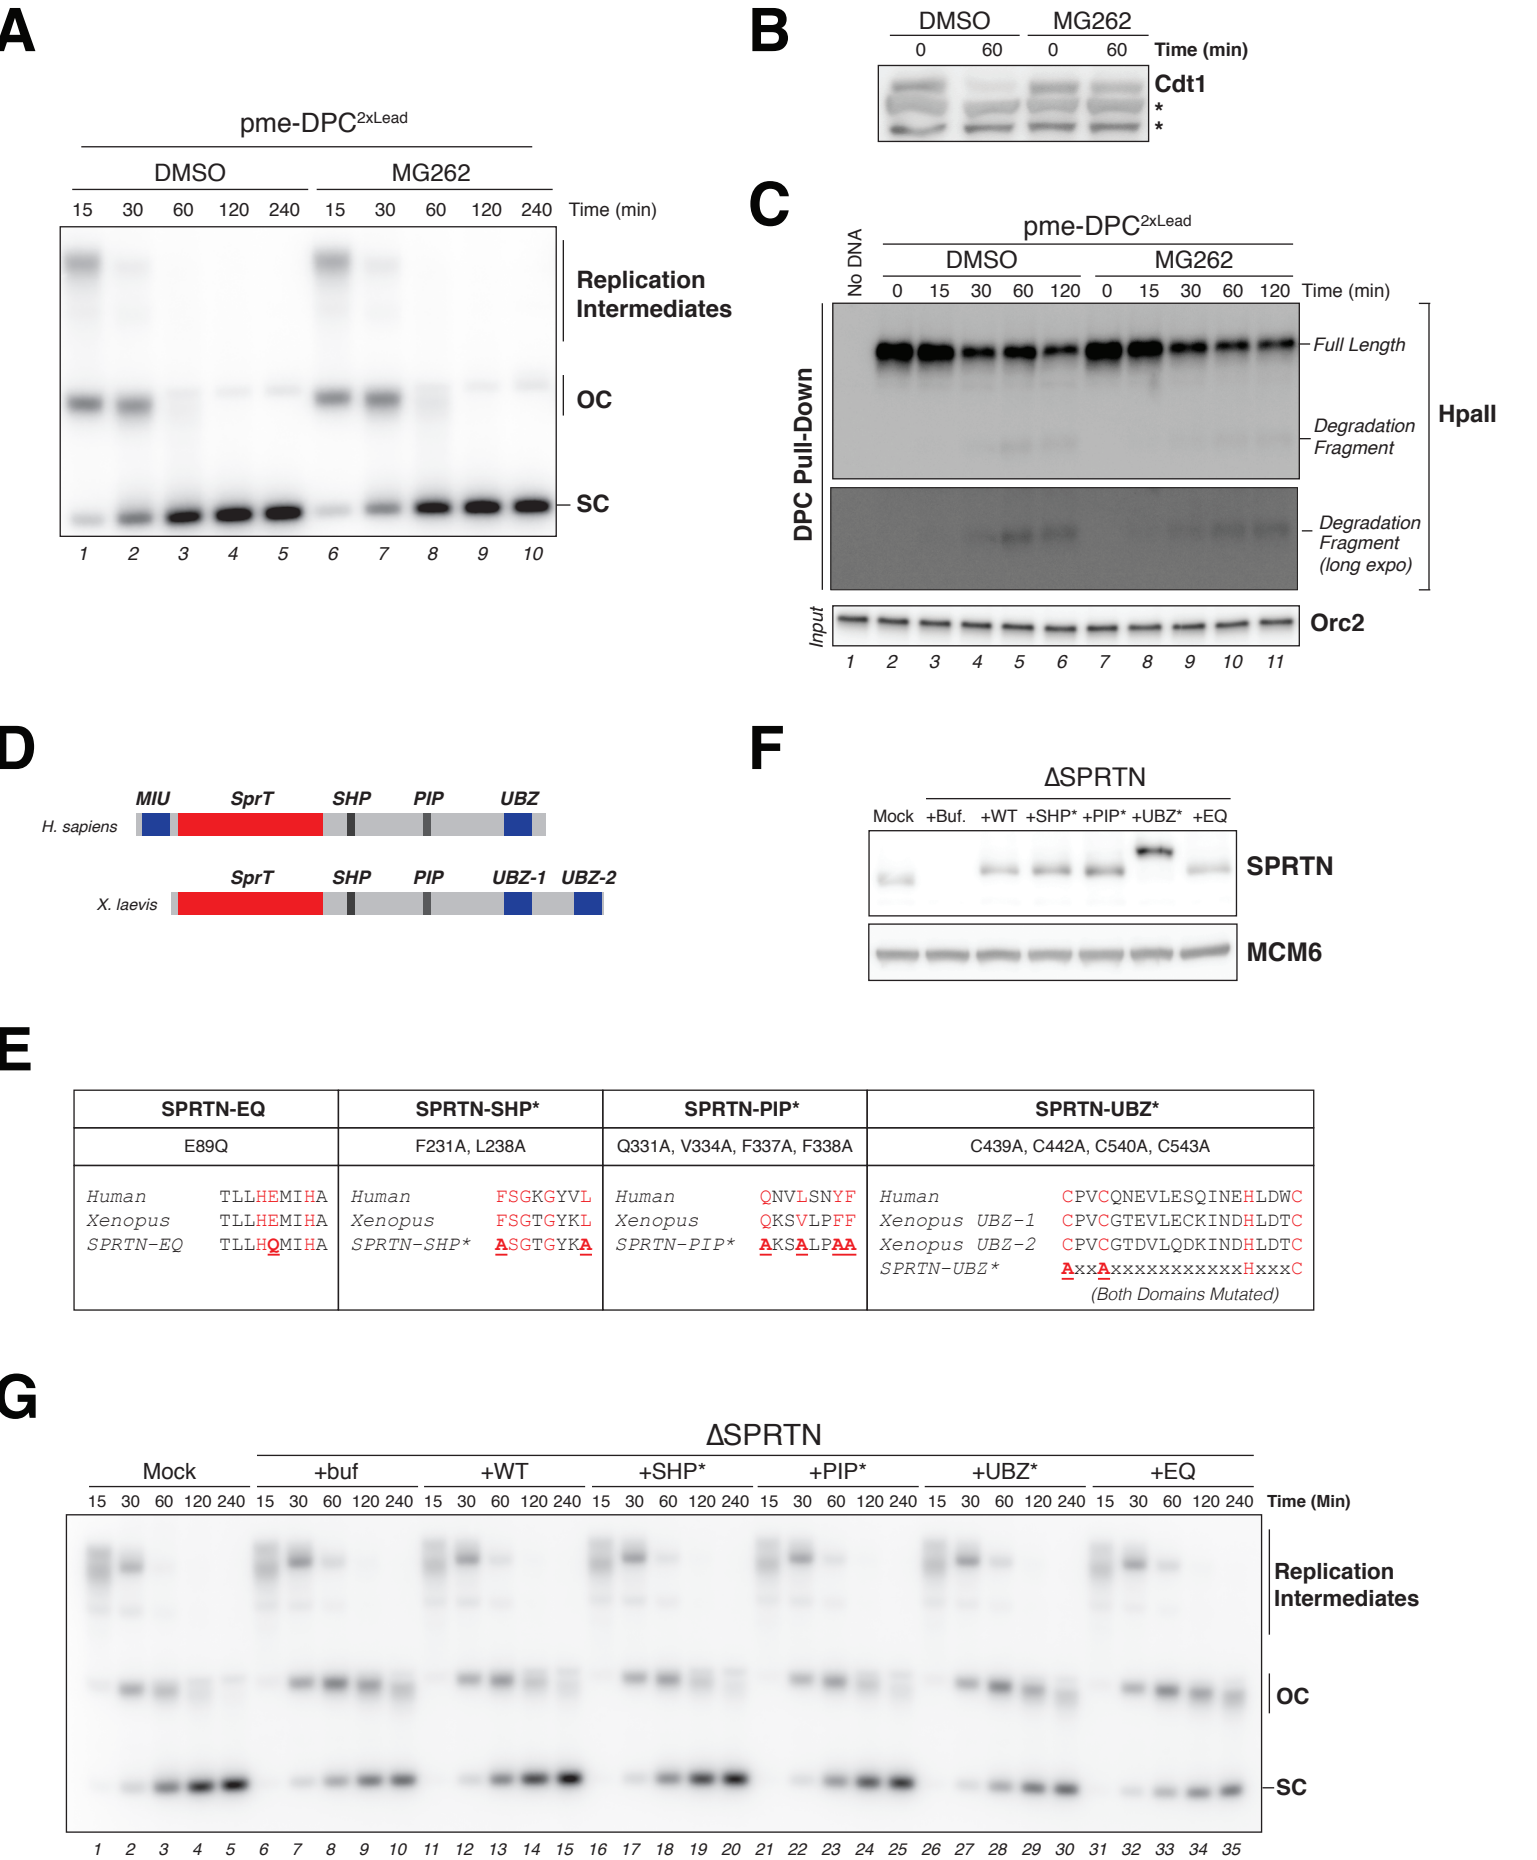 A
pme-DPC2xLead
DMSO MG262
15 30 60 120 240 15 30 60 120 240 Time (min)
Replication
Intermediates
OC
SC
1 2 3 4 5 6 7 8 9 10
B
DMSO MG262
0 60 0 60 Time (min)
Cdt1
*
*
C
No DNA
pme-DPC2xLead
DMSO MG262
0 15 30 60 120 0 15 30 60 120 Time (min)
DPC Pull-Down
Full Length
Degradation
Fragment
HpaII
Degradation
Fragment
(long expo)
Input
Orc2
1 2 3 4 5 6 7 8 9 10 11
D
MIU SprT SHP PIP UBZ
H. sapiens
SprT SHP PIP UBZ-1 UBZ-2
X. laevis
F
ΔSPRTN
Mock +Buf. +WT +SHP* +PIP* +UBZ* +EQ
SPRTN
MCM6
E
SPRTN-EQ SPRTN-SHP* SPRTN-PIP* SPRTN-UBZ*
E89Q F231A, L238A Q331A, V334A, F337A, F338A C439A, C442A, C540A, C543A
Human TLLHEMIHA Human FSGKGYVL Human QNVLSNYF Human CPVCQNEVLESQINEHLDWC
Xenopus TLLHEMIHA Xenopus FSGTGYKL Xenopus QKSVLPFF Xenopus UBZ-1 CPVCGTEVLECKINDHLDTC
SPRTN-EQ TLLHQMIHA SPRTN-SHP* ASGTGYKA SPRTN-PIP* AKSALPAA Xenopus UBZ-2 CPVCGTDVLQDKINDHLDTC
SPRTN-UBZ* AxxAxxxxxxxxxxxHxxxC
(Both Domains Mutated)
G
ΔSPRTN
Mock +buf +WT +SHP* +PIP* +UBZ* +EQ
15 30 60 120 240 15 30 60 120 240 15 30 60 120 240 15 30 60 120 240 15 30 60 120 240 15 30 60 120 240 15 30 60 120 240 Time (Min)
Replication
Intermediates
OC
SC
1 2 3 4 5 6 7 8 9 10 11 12 13 14 15 16 17 18 19 20 21 22 23 24 25 26 27 28 29 30 31 32 33 34 35